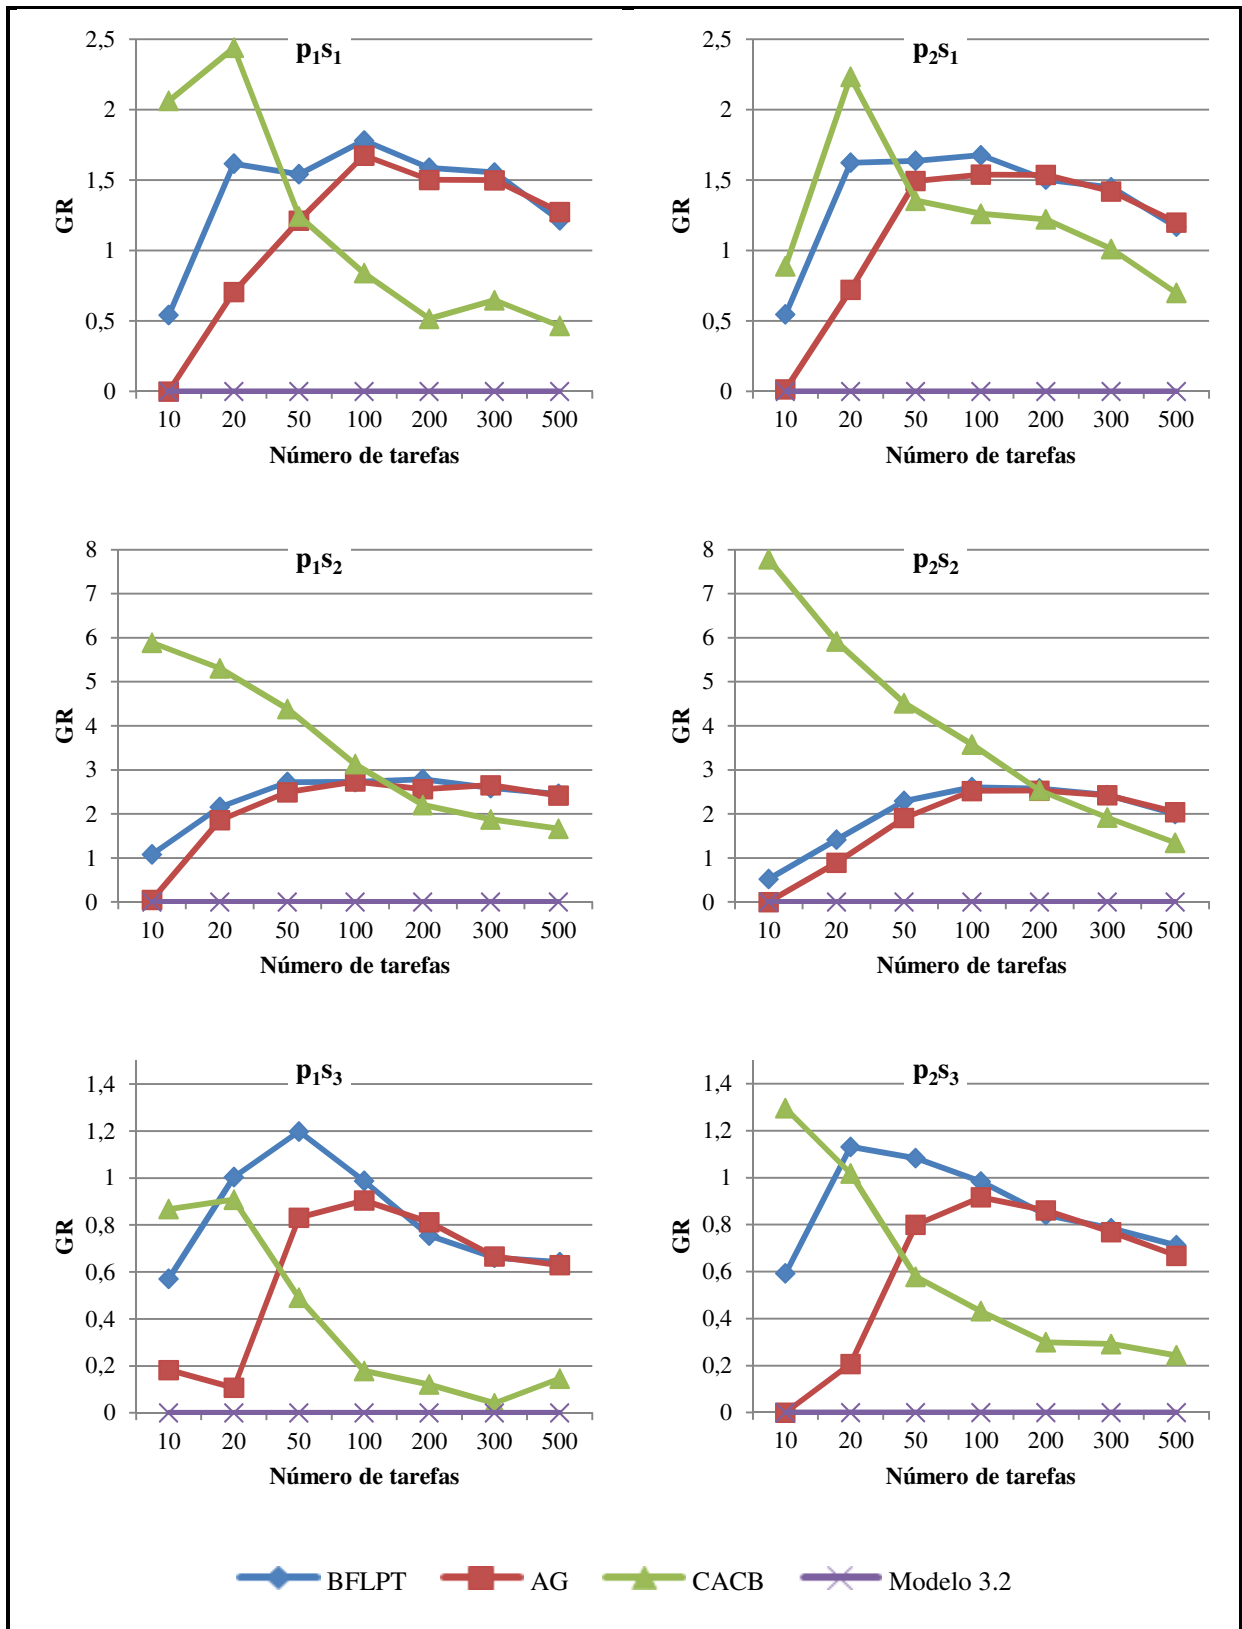 p₁s₁
2,5
2
1,5
1
0,5
0
GR
10 20 50 100 200 300 500
Número de tarefas
p₂s₁
2,5
2
1,5
1
0,5
0
GR
10 20 50 100 200 300 500
Número de tarefas
p₁s₂
8
7
6
5
4
3
2
1
0
GR
10 20 50 100 200 300 500
Número de tarefas
p₂s₂
8
7
6
5
4
3
2
1
0
GR
10 20 50 100 200 300 500
Número de tarefas
p₁s₃
1,4
1,2
1
0,8
0,6
0,4
0,2
0
GR
10 20 50 100 200 300 500
Número de tarefas
p₂s₃
1,4
1,2
1
0,8
0,6
0,4
0,2
0
GR
10 20 50 100 200 300 500
Número de tarefas
BFLPT AG CACB Modelo 3.2